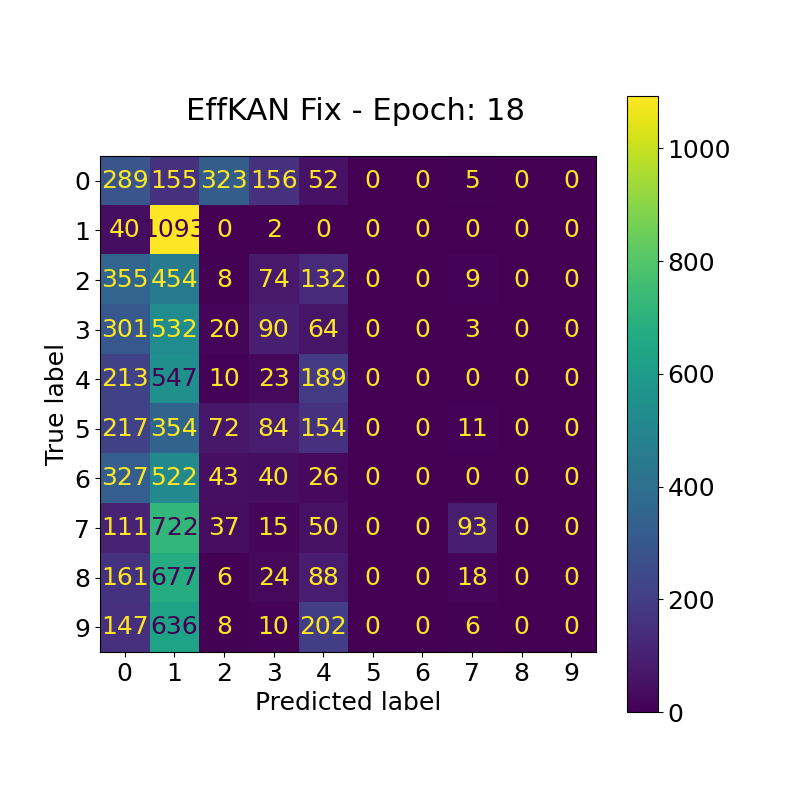 EffKAN Fix - Epoch: 18
0 289 155 323 156 52 0 0 5 0 0
1 40 1093 0 2 0 0 0 0 0 0
2 355 454 8 74 132 0 0 9 0 0
3 301 532 20 90 64 0 0 3 0 0
4 213 547 10 23 189 0 0 0 0 0
5 217 354 72 84 154 0 0 11 0 0
6 327 522 43 40 26 0 0 0 0 0
7 111 722 37 15 50 0 0 93 0 0
8 161 677 6 24 88 0 0 18 0 0
9 147 636 8 10 202 0 0 6 0 0
0 1 2 3 4 5 6 7 8 9
Predicted label
True label
1000
800
600
400
200
0